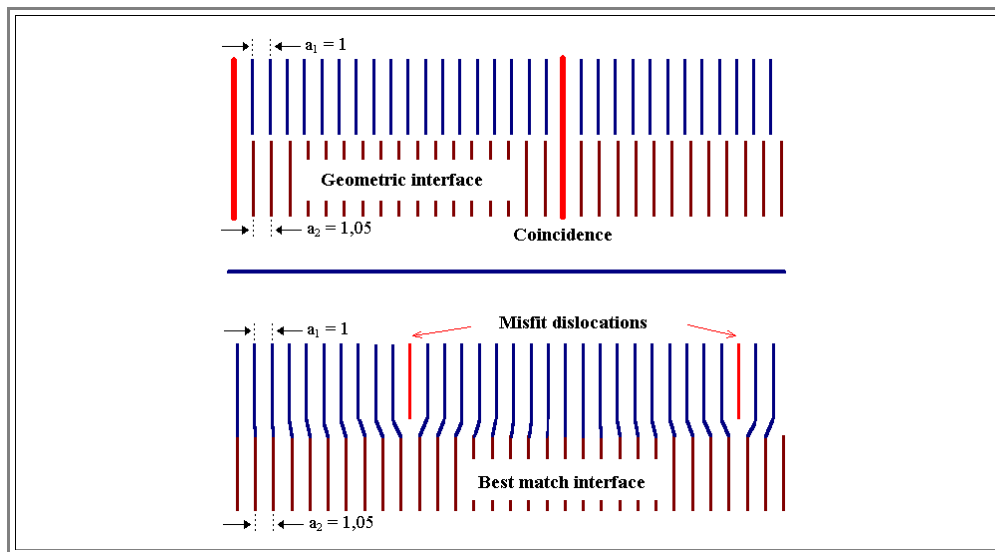 a₁ = 1
Geometric interface
a₂ = 1,05
Coincidence
Misfit dislocations
a₁ = 1
Best match interface
a₂ = 1,05